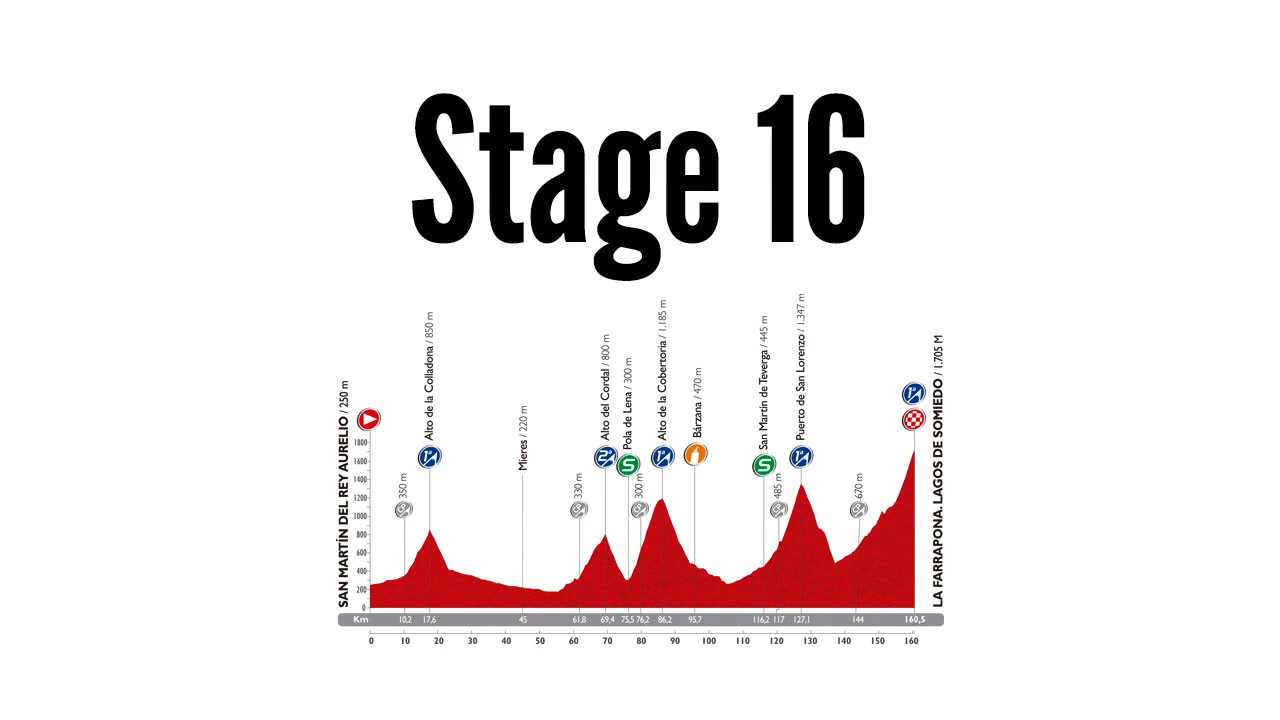 Stage 16
SAN MARTÍN DEL REY AURELIO / 250 m
350 m
Alto de la Colladona / 850 m
Mieres / 220 m
330 m
Alto del Cordal / 800 m
Pola de Lena / 300 m
300 m
Alto de la Cobertoria / 1.185 m
Bárzana / 470 m
San Martín de Teverga / 445 m
485 m
Puerto de San Lorenzo / 1.347 m
670 m
LA FARRAPONA. LAGOS DE SOMIEDO / 1.705 M
1ª
2ª
S
1ª
S
1ª
1ª
1800
1600
1400
1200
1000
800
600
400
200
0
Km 10,2 17,6 45 61,8 69,4 75,5 76,2 86,2 95,7 116,2 117 127,1 144 160,5
0 10 20 30 40 50 60 70 80 90 100 110 120 130 140 150 160